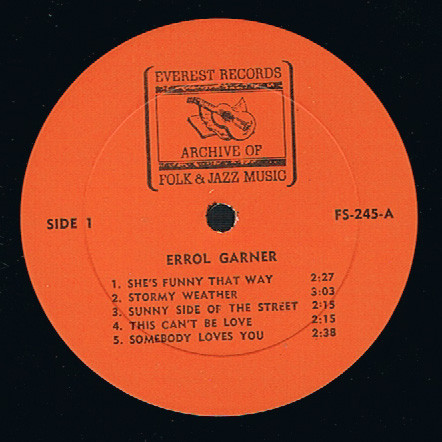 EVEREST RECORDS
ARCHIVE OF
FOLK & JAZZ MUSIC
SIDE 1
FS-245-A
ERROL GARNER
1. SHE'S FUNNY THAT WAY 2:27
2. STORMY WEATHER 3:03
3. SUNNY SIDE OF THE STREET 2:15
4. THIS CAN'T BE LOVE 2:15
5. SOMEBODY LOVES YOU 2:38